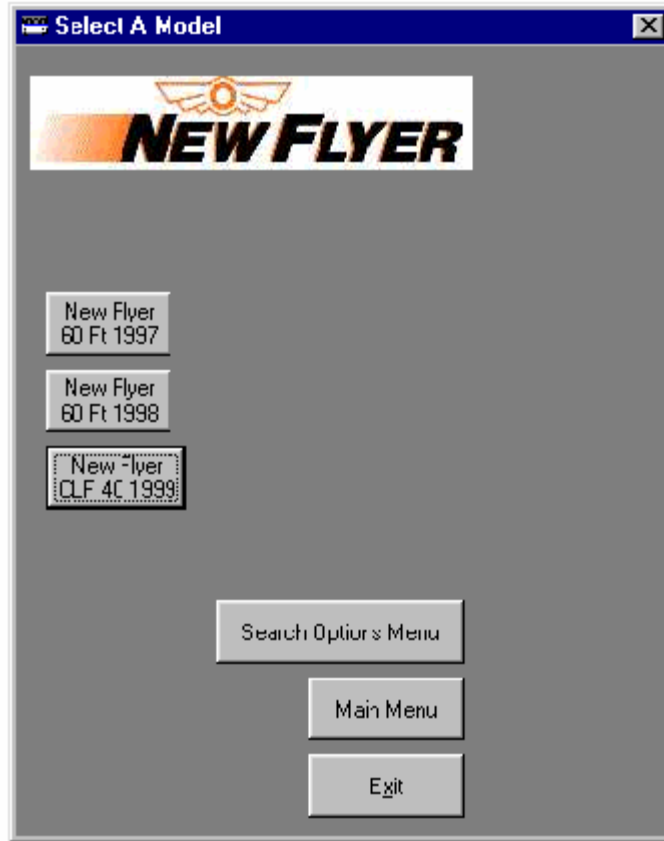 Select A Model
NEW FLYER
New Flyer
60 Ft 1997
New Flyer
60 Ft 1998
New Flyer
CLF 40 1999
Search Options Menu
Main Menu
Exit